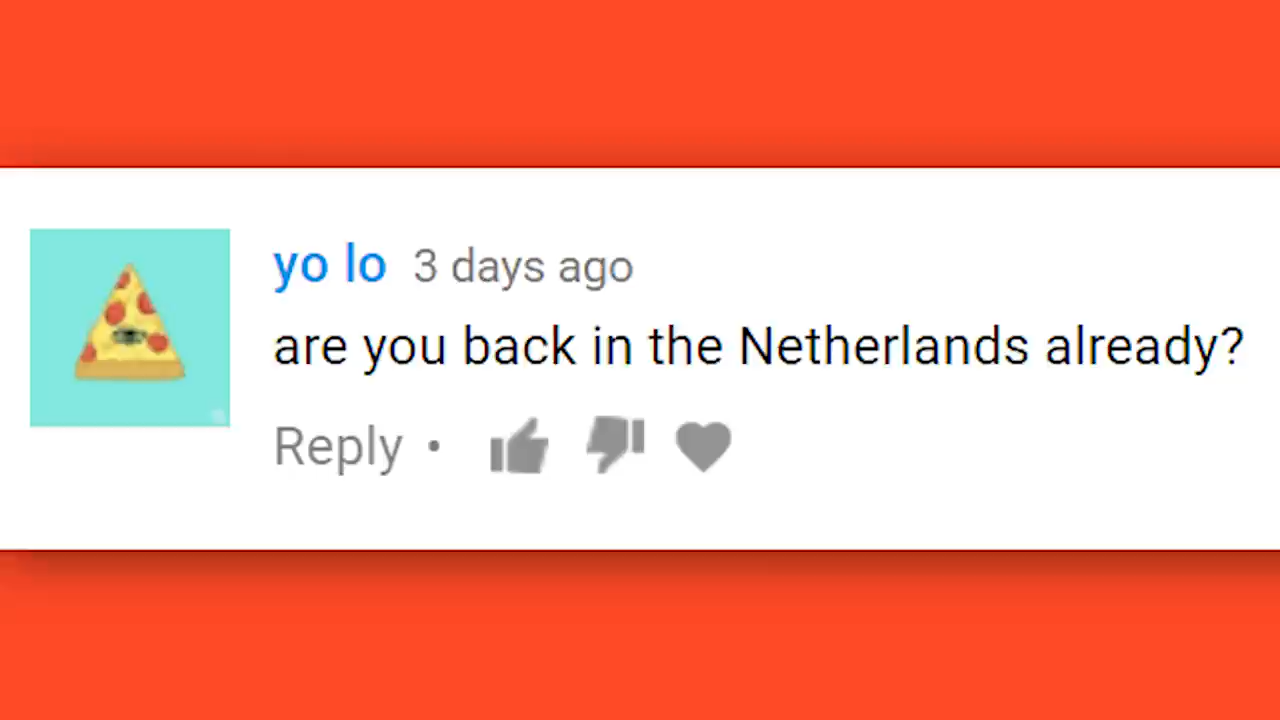 yo lo 3 days ago
are you back in the Netherlands already?
Reply •